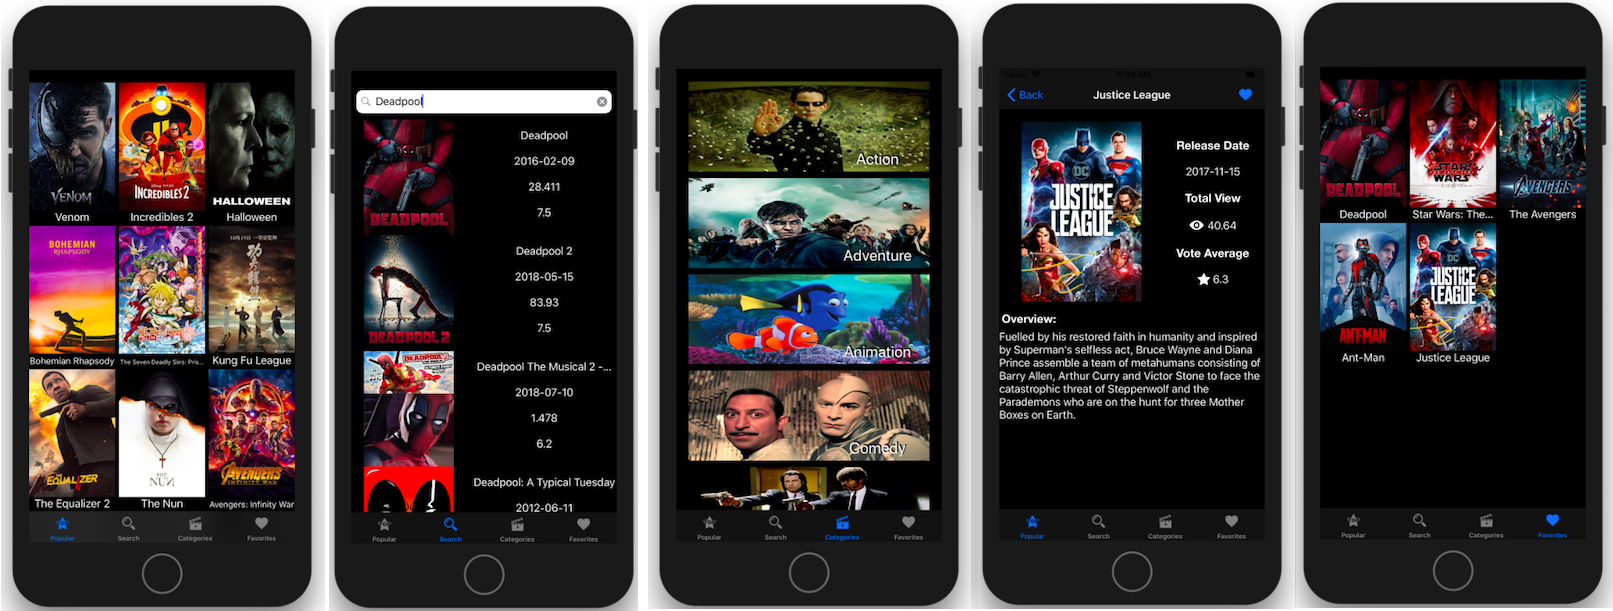 VENOM
Venom
INCREDIBLES 2
Incredibles 2
HALLOWEEN
Halloween
BOHEMIAN
RHAPSODY
Bohemian Rhapsody
The Seven Deadly Sins: Pris...
Kung Fu League
EQUALIZER
The Equalizer 2
THE
NUN
The Nun
AVENGERS
INFINITY WAR
Avengers: Infinity War
Popular
Search
Categories
Favorites
Deadpool
DEADPOOL
Deadpool
2016-02-09
28.411
7.5
DEADPOOL 2
Deadpool 2
2018-05-15
83.93
7.5
Deadpool The Musical 2 -...
2018-07-10
1.478
6.2
Deadpool: A Typical Tuesday
2012-06-11
Popular
Search
Categories
Favorites
Action
Adventure
Animation
Comedy
Popular
Search
Categories
Favorites
Carrier
11:26 AM
Back
Justice League
DC
JUSTICE
LEAGUE
Release Date
2017-11-15
Total View
40.64
Vote Average
6.3
Overview:
Fuelled by his restored faith in humanity and inspired
by Superman's selfless act, Bruce Wayne and Diana
Prince assemble a team of metahumans consisting of
Barry Allen, Arthur Curry and Victor Stone to face the
catastrophic threat of Steppenwolf and the
Parademons who are on the hunt for three Mother
Boxes on Earth.
Popular
Search
Categories
Favorites
DEADPOOL
Deadpool
STAR
WARS
Star Wars: The...
AVENGERS
The Avengers
ANT-MAN
Ant-Man
JUSTICE
LEAGUE
Justice League
Popular
Search
Categories
Favorites